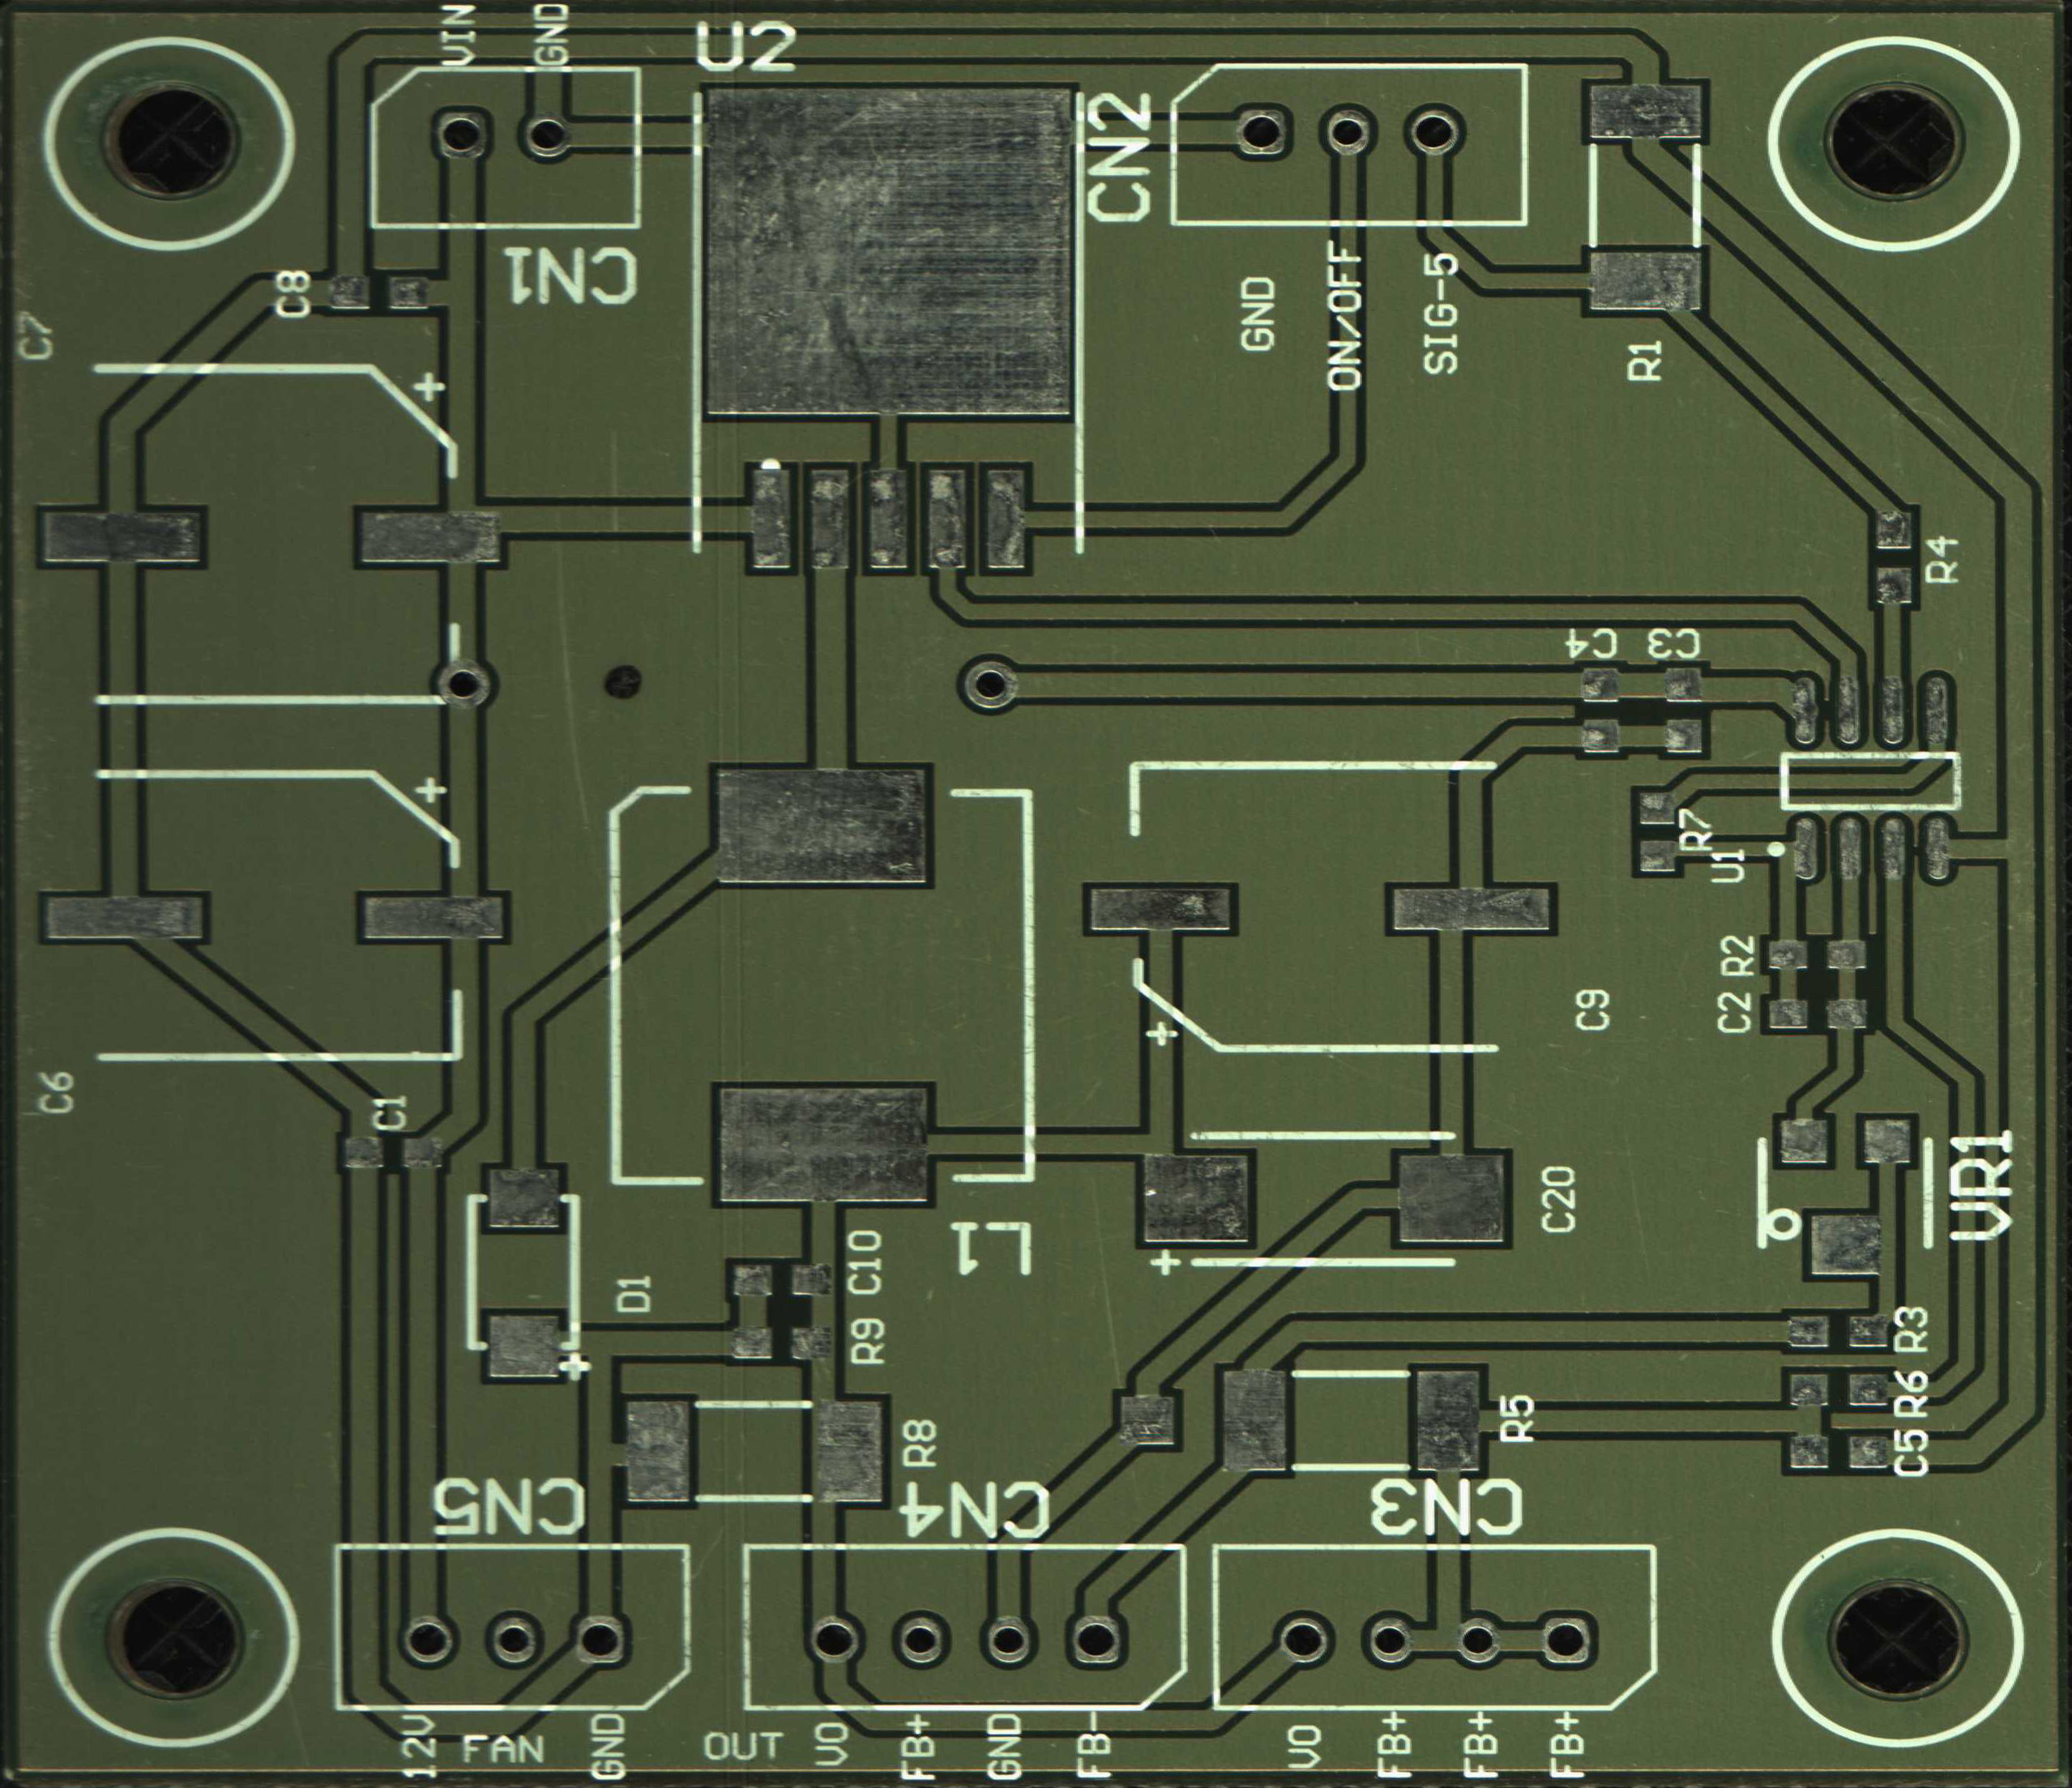 VIN
GND
U2
CN2
CN1
C8
C7
GND
ON/OFF
SIG-5
R1
+
R4
C4
C3
+
R7
U1
R2
C2
C9
+
C6
C1
VR1
C20
L1
+
C10
D1
+
R9
R3
R6
R5
R8
C5
CN5
CN4
CN3
12V
FAN
GND
OUT
VO
FB+
GND
FB-
VO
FB+
FB+
FB+